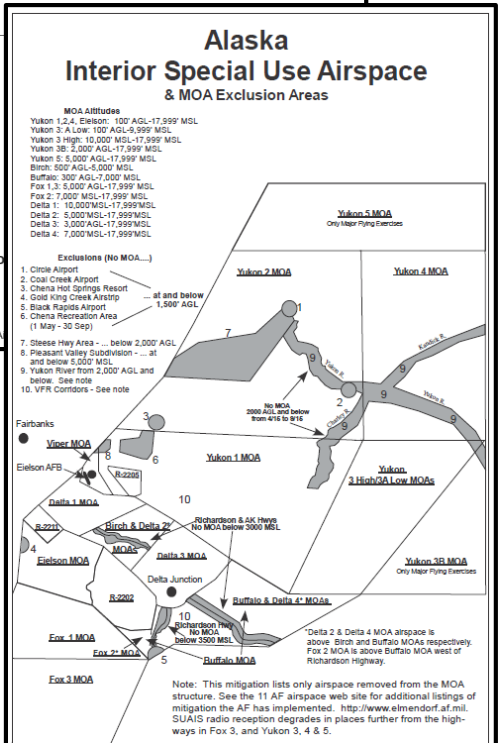 Alaska
Interior Special Use Airspace
& MOA Exclusion Areas
MOA Altitudes
Yukon 1,2,4, Eielson: 100' AGL-17,999' MSL
Yukon 3: A Low: 100' AGL-9,999' MSL
Yukon 3 High: 10,000' MSL-17,999' MSL
Yukon 3B: 2,000' AGL-17,999' MSL
Yukon 5: 5,000' AGL-17,999' MSL
Birch: 500' AGL-5,000' MSL
Buffalo: 300' AGL-7,000' MSL
Fox 1,3: 5,000' AGL-17,999' MSL
Fox 2: 7,000' MSL-17,999' MSL
Delta 1: 10,000'MSL-17,999'MSL
Delta 2: 5,000'MSL-17,999'MSL
Delta 3: 3,000'AGL-17,999'MSL
Delta 4: 7,000'MSL-17,999'MSL
Exclusions (No MOA....)
1. Circle Airport
2. Coal Creek Airport
3. Chena Hot Springs Resort
4. Gold King Creek Airstrip
5. Black Rapids Airport
6. Chena Recreation Area
(1 May - 30 Sep)
... at and below
1,500' AGL
7. Steese Hwy Area - ... below 2,000' AGL
8. Pleasant Valley Subdivision - ... at
and below 5,000' MSL
9. Yukon River from 2,000' AGL and
below. See note
10. VFR Corridors - See note
Yukon 5 MOA
Only Major Flying Exercises
Yukon 2 MOA
Yukon 4 MOA
1
7
9
Yukon R.
Kandick R.
9
No MOA
2000 AGL and below
from 4/15 to 9/15
2
9
Charley R.
9
Yukon R.
9
Fairbanks
3
Viper MOA
8
6
Eielson AFB
R-2205
Yukon 1 MOA
Yukon
3 High/3A Low MOAs
Delta 1 MOA
10
R-2211
Birch & Delta 2*
MOAs
Richardson & AK Hwys
No MOA below 3000 MSL
4
Eielson MOA
Delta 3 MOA
Yukon 3B MOA
Only Major Flying Exercises
Delta Junction
R-2202
Buffalo & Delta 4* MOAs
10
Richardson Hwy
No MOA
below 3500 MSL
Fox 1 MOA
Fox 2* MOA
Buffalo MOA
5
Fox 3 MOA
*Delta 2 & Delta 4 MOA airspace is
above Birch and Buffalo MOAs respectively.
Fox 2 MOA is above Buffalo MOA west of
Richardson Highway.
Note: This mitigation lists only airspace removed from the MOA
structure. See the 11 AF airspace web site for additional listings of
mitigation the AF has implemented. http://www.elmendorf.af.mil.
SUAIS radio reception degrades in places further from the high-
ways in Fox 3, and Yukon 3, 4 & 5.